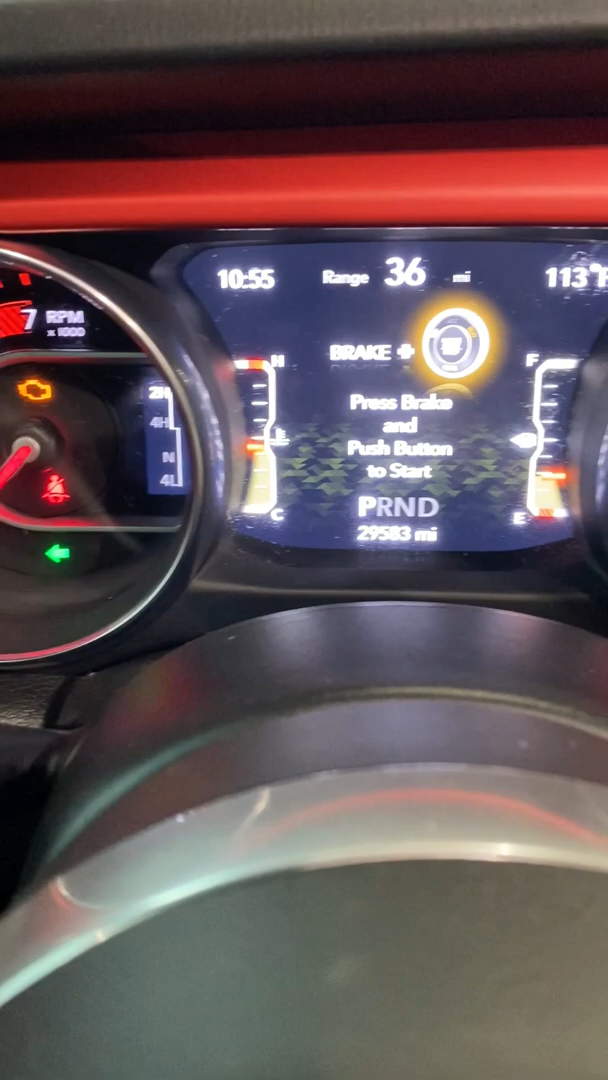 10:55 Range 36 mi 113°F
7 RPM
x 1000
BRAKE +
H
F
2H
4H
N
4L
Press Brake
and
Push Button
to Start
C
E
PRND
29583 mi